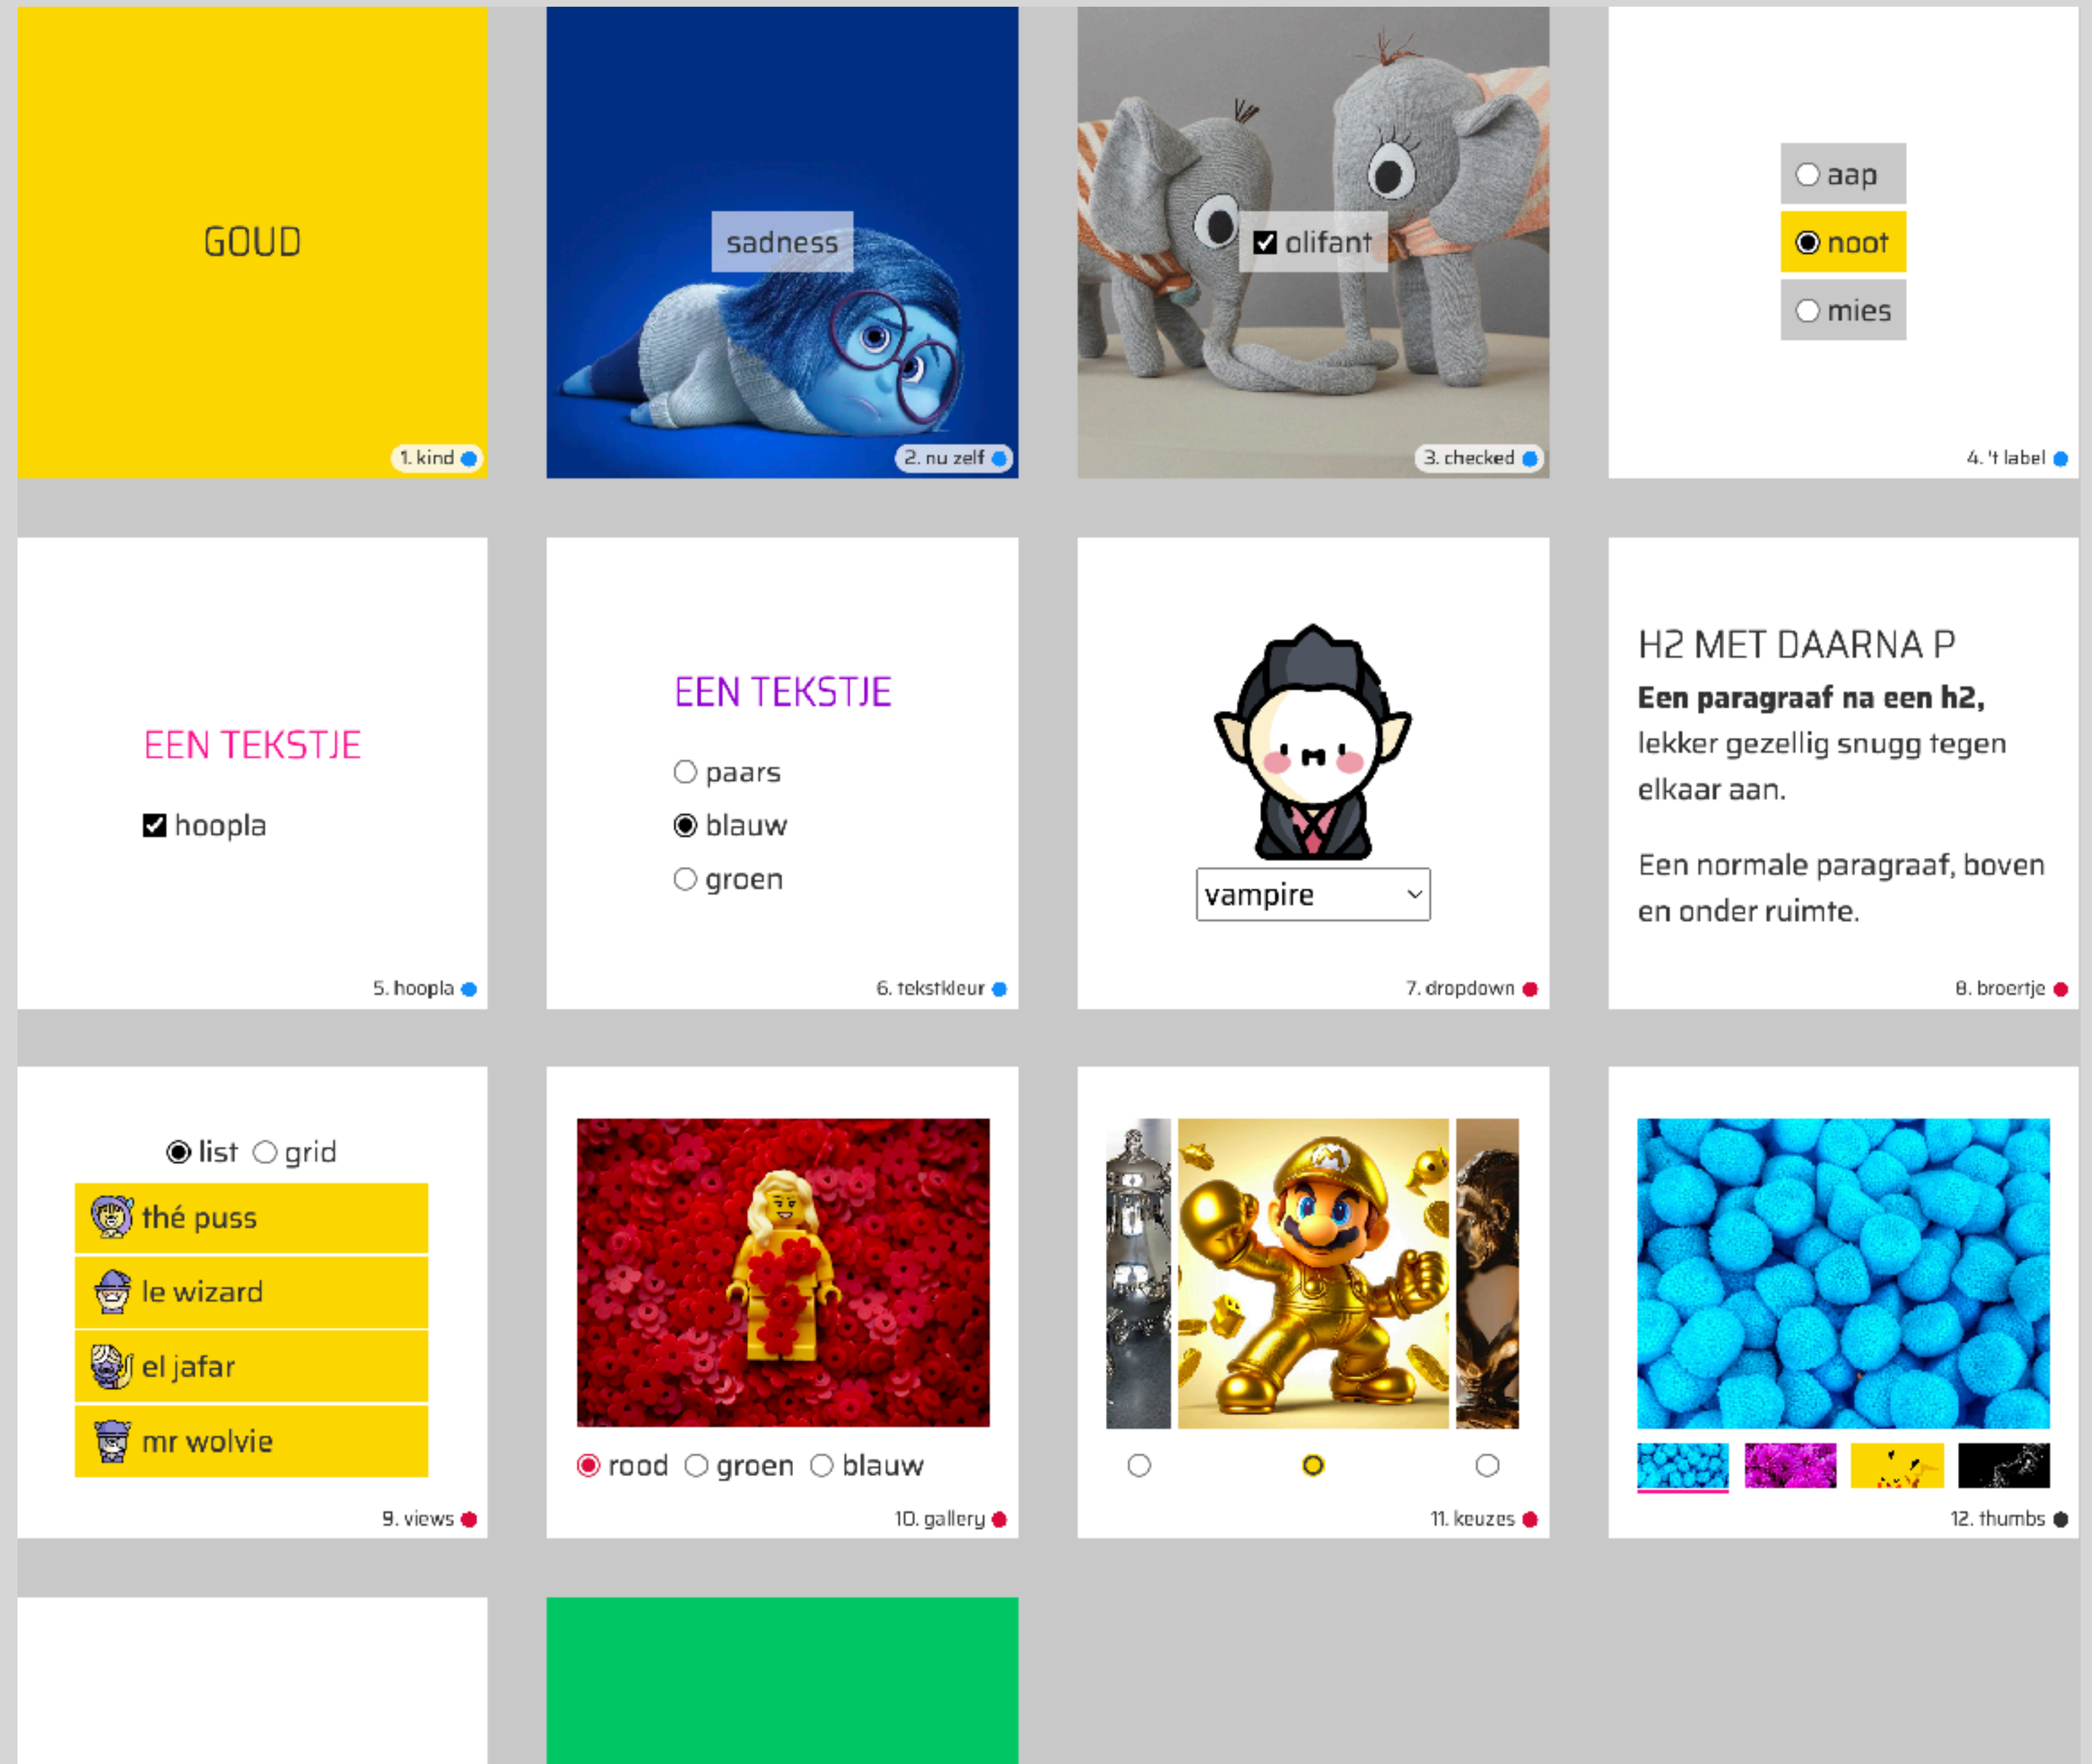 GOUD
1. kind
sadness
2. nu zelf
olifant
3. checked
aap
noot
mies
4. 't label
EEN TEKSTJE
hoopla
5. hoopla
EEN TEKSTJE
paars
blauw
groen
6. tekstkleur
vampire
7. dropdown
H2 MET DAARNA P
Een paragraaf na een h2,
lekker gezellig snugg tegen
elkaar aan.
Een normale paragraaf, boven
en onder ruimte.
8. broertje
list grid
thé puss
le wizard
el jafar
mr wolvie
9. views
rood groen blauw
10. gallery
M
11. keuzes
12. thumbs